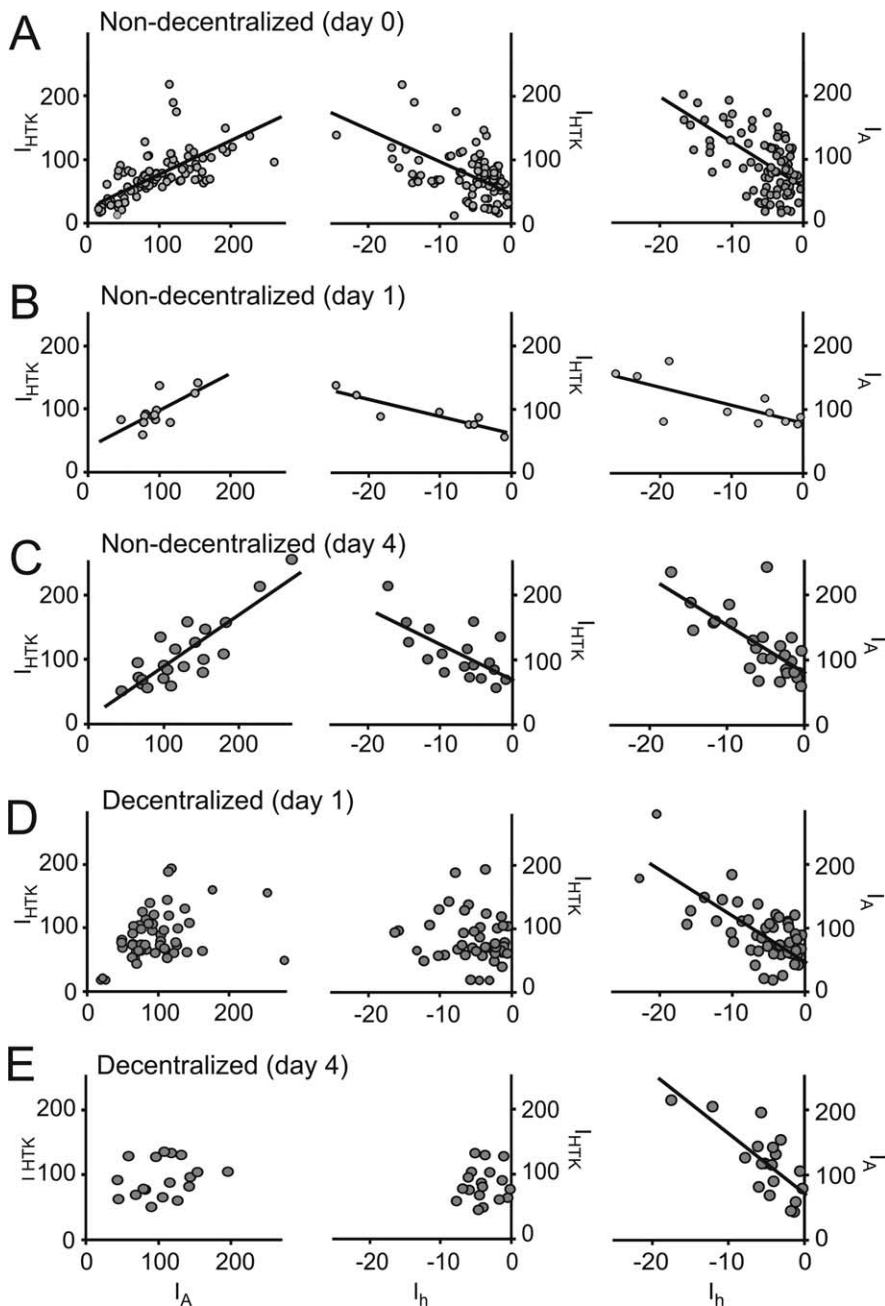 A Non-decentralized (day 0)
I_HTK 200 100 0 100 200
-20 -10 0 0 100 200 I_HTK
-20 -10 0 0 100 200 I_A
B Non-decentralized (day 1)
I_HTK 200 100 0 0 100 200
-20 -10 0 0 100 200 I_HTK
-20 -10 0 0 100 200 I_A
C Non-decentralized (day 4)
I_HTK 200 100 0 0 100 200
-20 -10 0 0 100 200 I_HTK
-20 -10 0 0 100 200 I_A
D Decentralized (day 1)
I_HTK 200 100 0 0 100 200
-20 -10 0 0 100 200 I_HTK
-20 -10 0 0 100 200 I_A
E Decentralized (day 4)
I HTK 200 100 0 0 100 200
-20 -10 0 0 100 200 I_HTK
-20 -10 0 0 100 200 I_A
I_A I_h I_h